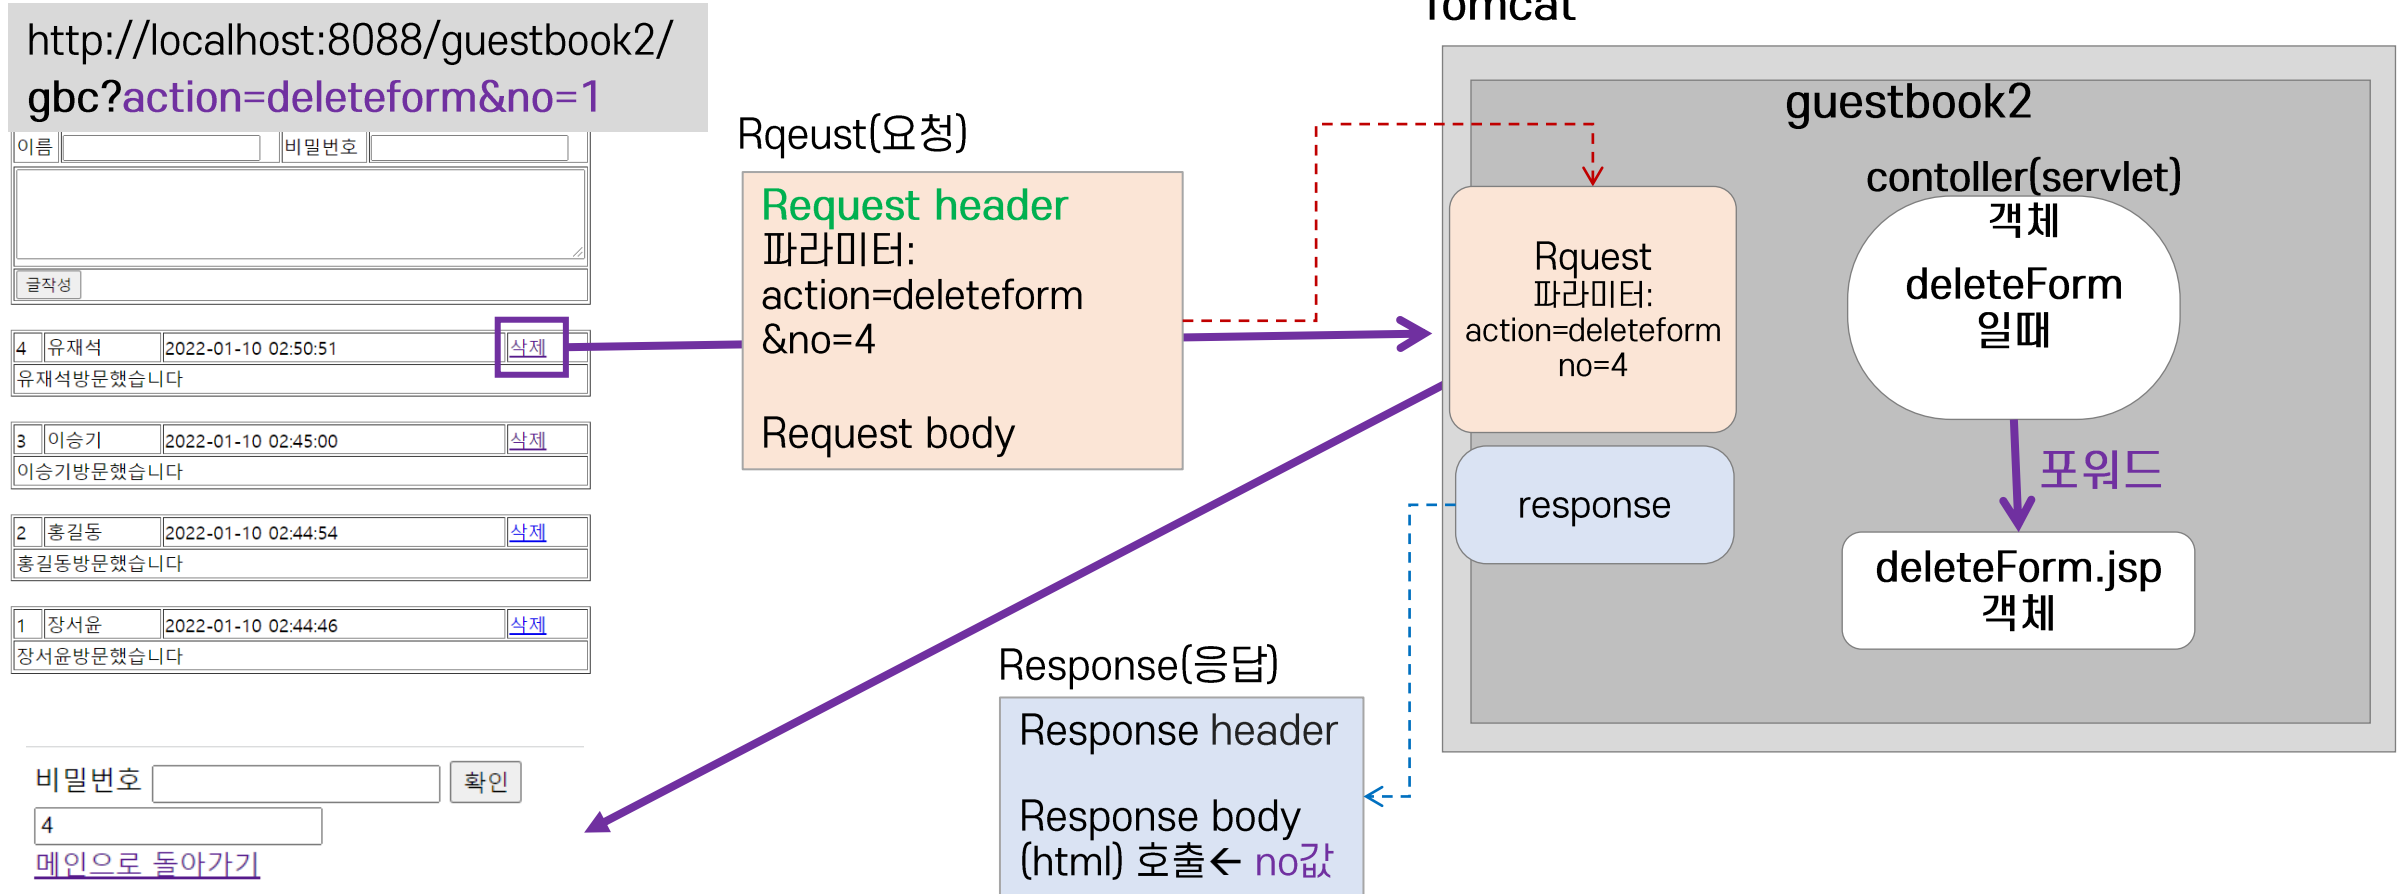 http://localhost:8088/guestbook2/
gbc?action=deleteform&no=1
이름
비밀번호
글작성
4 유재석 2022-01-10 02:50:51 삭제
유재석방문했습니다
3 이승기 2022-01-10 02:45:00 삭제
이승기방문했습니다
2 홍길동 2022-01-10 02:44:54 삭제
홍길동방문했습니다
1 장서윤 2022-01-10 02:44:46 삭제
장서윤방문했습니다
비밀번호 확인
4
메인으로 돌아가기
Rqeust(요청)
Request header
파라미터:
action=deleteform
&no=4
Request body
Response(응답)
Response header
Response body
(html) 호출← no값
Tomcat
guestbook2
Rquest
파라미터:
action=deleteform
no=4
response
contoller(servlet)
객체
deleteForm
일때
포워드
deleteForm.jsp
객체